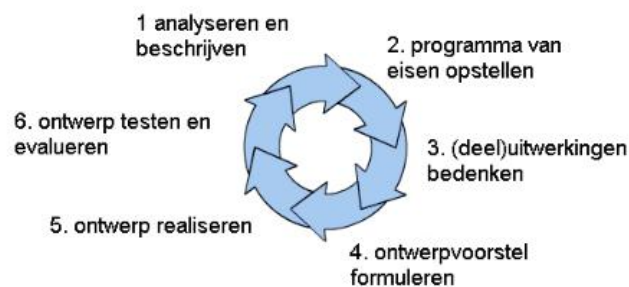 1 analyseren en
beschrijven
2. programma van
eisen opstellen
3. (deel)uitwerkingen
bedenken
4. ontwerpvoorstel
formuleren
5. ontwerp realiseren
6. ontwerp testen en
evalueren